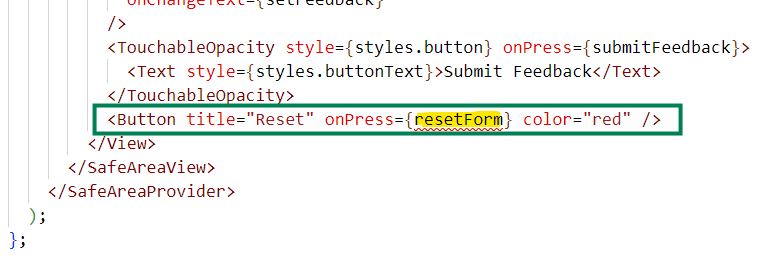 onChangeText={setFeedback}
/>
<TouchableOpacity style={styles.button} onPress={submitFeedback}>
<Text style={styles.buttonText}>Submit Feedback</Text>
</TouchableOpacity>
<Button title="Reset" onPress={resetForm} color="red" />
</View>
</SafeAreaView>
</SafeAreaProvider>
);
};